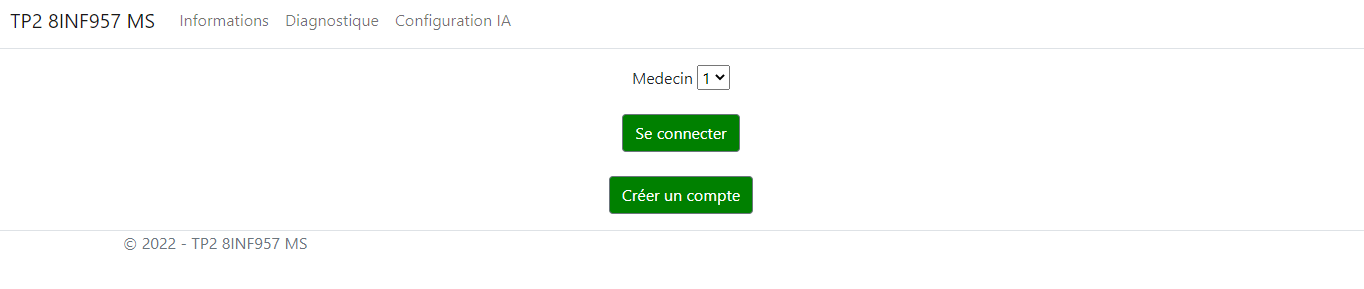 TP2 8INF957 MS Informations Diagnostique Configuration IA
Medecin 1
Se connecter
Créer un compte
© 2022 - TP2 8INF957 MS